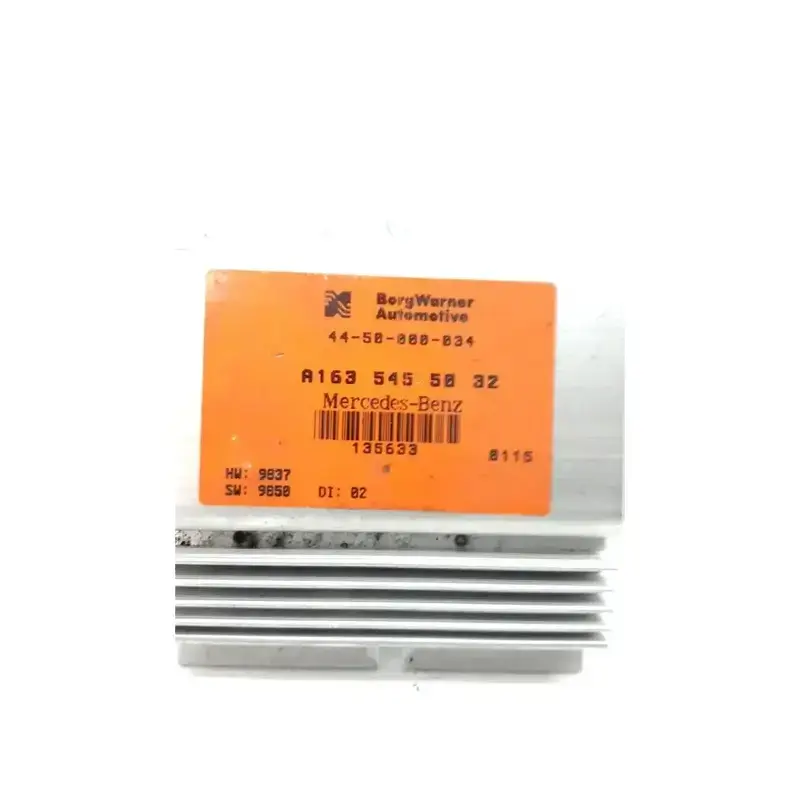 BorgWarner
Automotive
44-50-000-034
A163 545 50 32
Mercedes-Benz
135633
0115
HW: 9837
SW: 9850 DI: 02